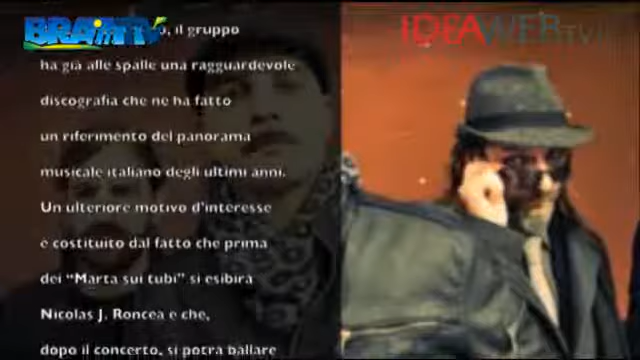 BRAinTV
IDEAWEBTV.it
, il gruppo
ha già alle spalle una ragguardevole
discografia che ne ha fatto
un riferimento del panorama
musicale italiano degli ultimi anni.
Un ulteriore motivo d'interesse
è costituito dal fatto che prima
dei "Marta sui tubi" si esibirà
Nicolas J. Roncea e che,
dopo il concerto, si potrà ballare